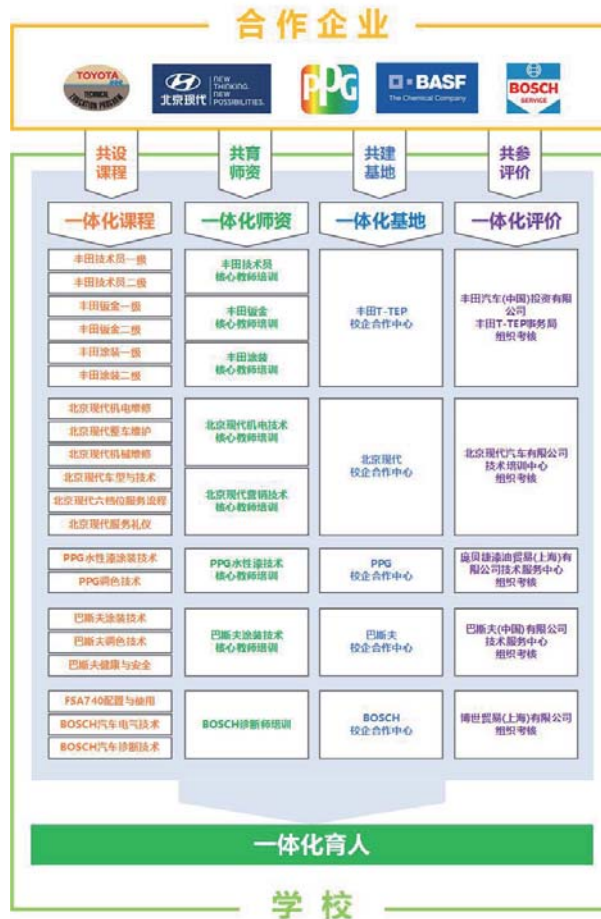 合作企业
TOYOTA
TECHNICAL
EDUCATION PROGRAM
北京现代
NEW
THINKING.
NEW
POSSIBILITIES.
PPG
BASF
The Chemical Company
BOSCH
SERVICE
共设
课程
共育
师资
共建
基地
共参
评价
一体化课程
一体化师资
一体化基地
一体化评价
丰田技术员一级
丰田技术员二级
丰田钣金一级
丰田钣金二级
丰田涂装一级
丰田涂装二级
丰田技术员
核心教师培训
丰田钣金
核心教师培训
丰田涂装
核心教师培训
丰田T-TEP
校企合作中心
丰田汽车(中国)投资有限
公司
丰田T-TEP事务局
组织考核
北京现代机电维修
北京现代整车维护
北京现代机械维修
北京现代车型与技术
北京现代六档位服务流程
北京现代服务礼仪
北京现代机电技术
核心教师培训
北京现代营销技术
核心教师培训
北京现代
校企合作中心
北京现代汽车有限公司
技术培训中心
组织考核
PPG水性漆涂装技术
PPG调色技术
PPG水性漆技术
核心教师培训
PPG
校企合作中心
庞贝捷漆油贸易(上海)有
限公司技术服务中心
组织考核
巴斯夫涂装技术
巴斯夫调色技术
巴斯夫健康与安全
巴斯夫涂装技术
核心教师培训
巴斯夫
校企合作中心
巴斯夫(中国)有限公司
技术服务中心
组织考核
FSA740配置与使用
BOSCH汽车电气技术
BOSCH汽车诊断技术
BOSCH诊断师培训
BOSCH
校企合作中心
博世贸易(上海)有限公司
组织考核
一体化育人
学校